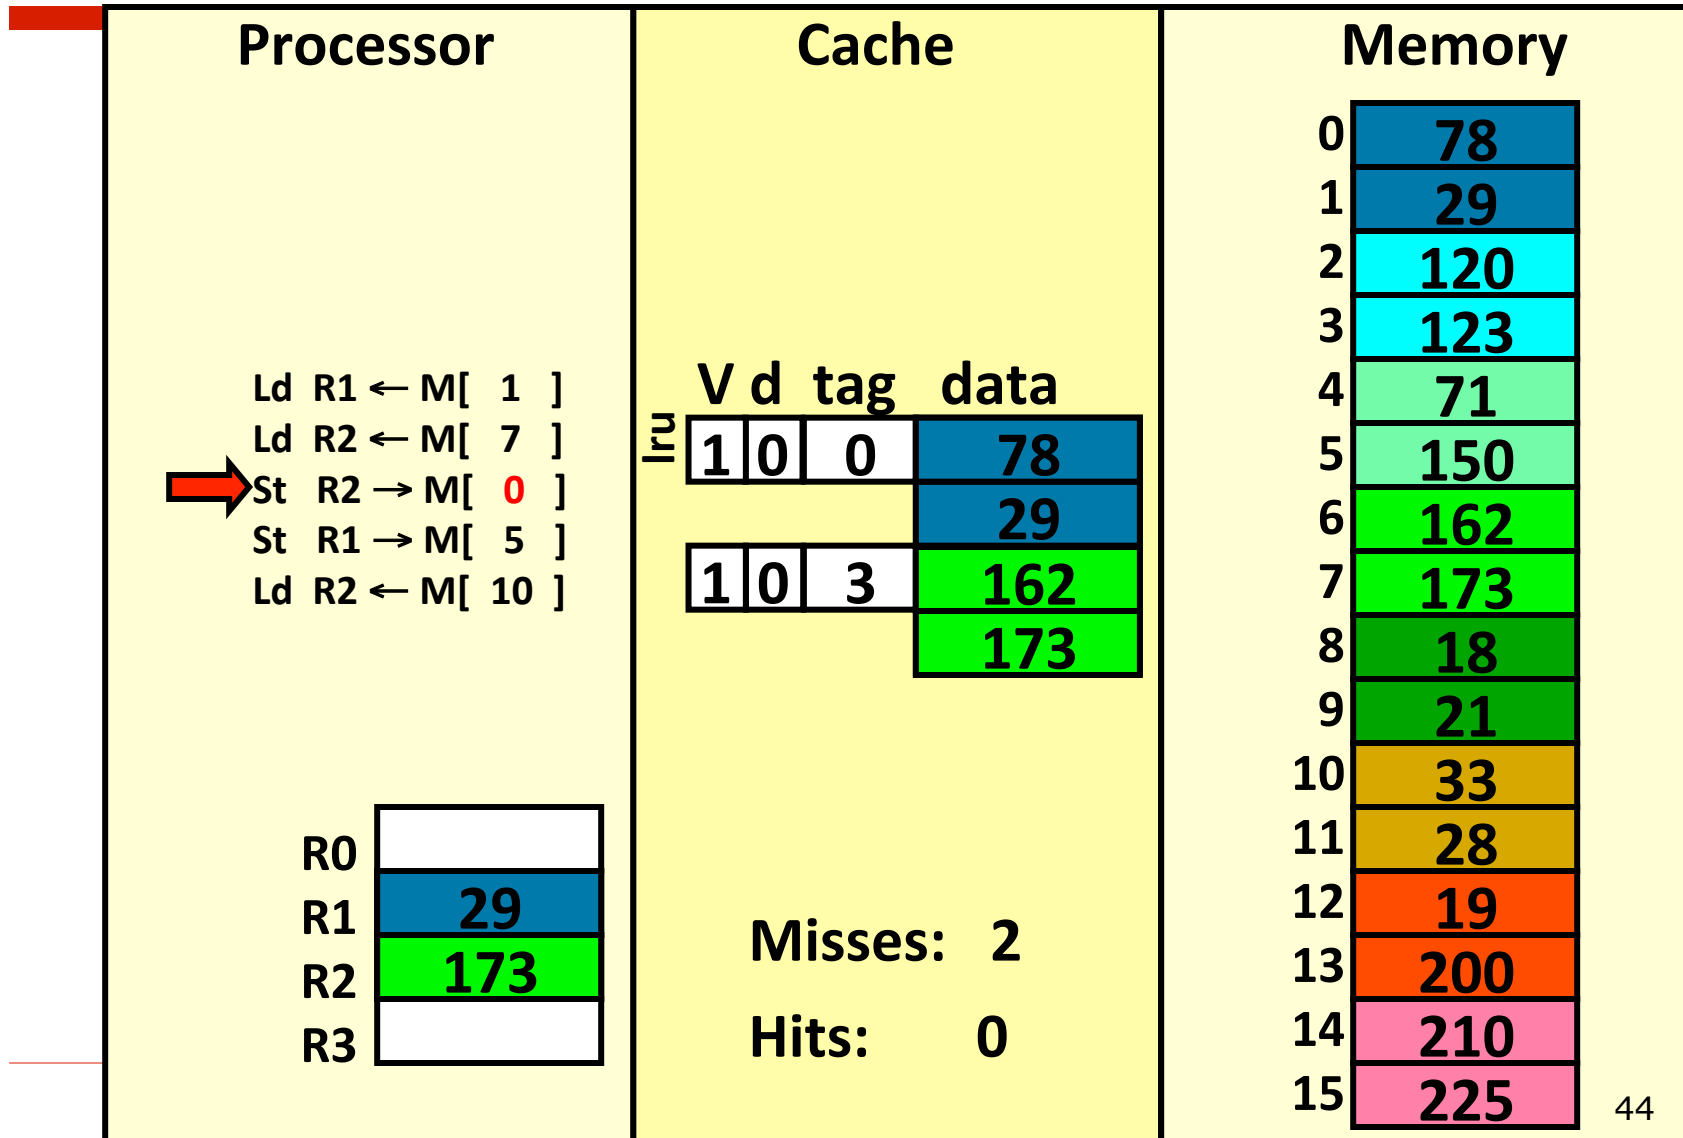 Processor
Ld R1 ← M[ 1 ]
Ld R2 ← M[ 7 ]
St R2 → M[ 0 ]
St R1 → M[ 5 ]
Ld R2 ← M[ 10 ]
R0
R1 29
R2 173
R3
Cache
V d tag data
lru
1 0 0 78
29
1 0 3 162
173
Misses: 2
Hits: 0
Memory
0 78
1 29
2 120
3 123
4 71
5 150
6 162
7 173
8 18
9 21
10 33
11 28
12 19
13 200
14 210
15 225
44